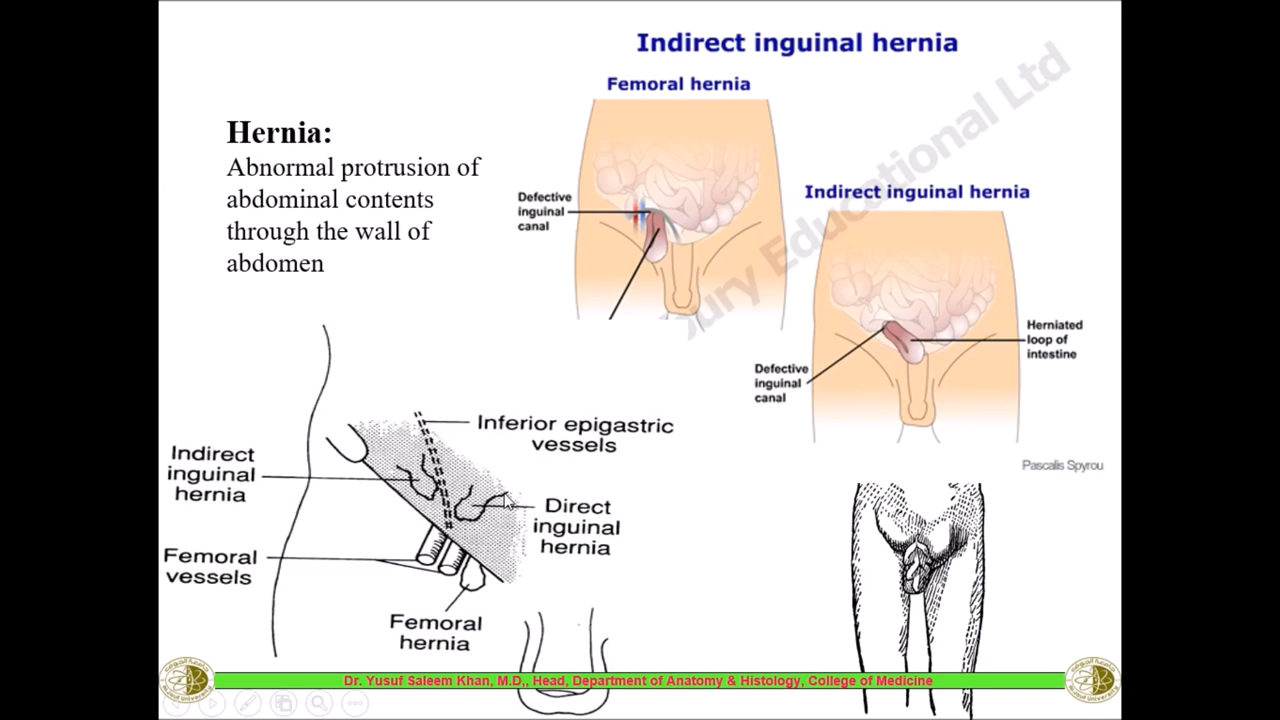 Indirect inguinal hernia
Femoral hernia
Hernia:
Abnormal protrusion of
abdominal contents
through the wall of
abdomen
Defective
inguinal
canal
Indirect inguinal hernia
Herniated
loop of
intestine
Defective
inguinal
canal
Pascalis Spyrou
Educational Ltd
Inferior epigastric
vessels
Indirect
inguinal
hernia
Direct
inguinal
hernia
Femoral
vessels
Femoral
hernia
Dr. Yusuf Saleem Khan, M.D,, Head, Department of Anatomy & Histology, College of Medicine